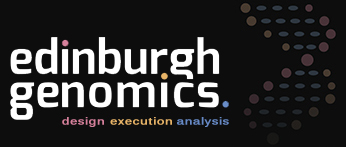 edinburgh
genomics.
design execution analysis